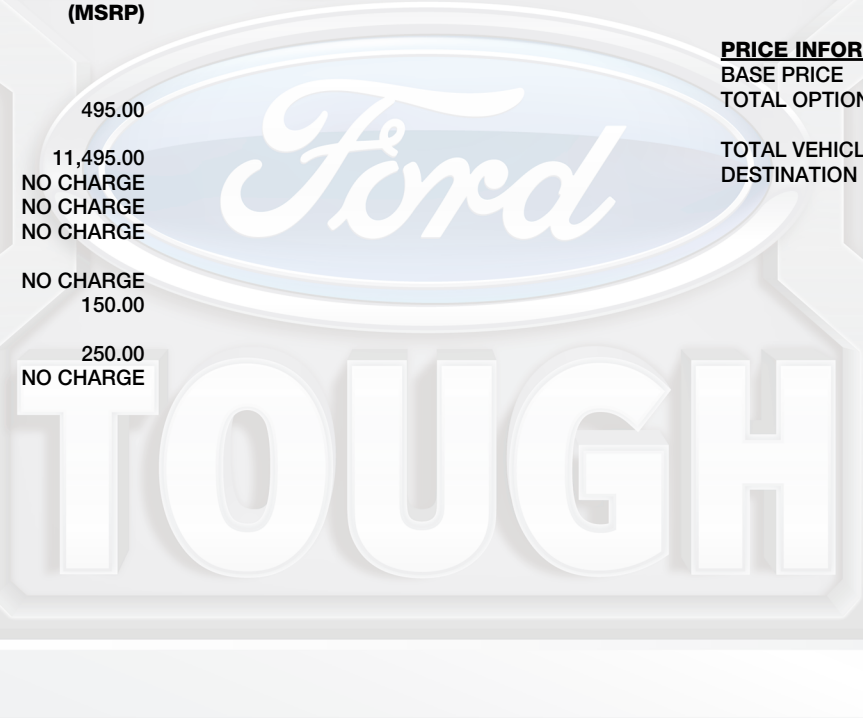 (MSRP)
495.00
11,495.00
NO CHARGE
NO CHARGE
NO CHARGE
NO CHARGE
150.00
250.00
NO CHARGE
PRICE INFOR
BASE PRICE
TOTAL OPTION
TOTAL VEHICL
DESTINATION
Ford
TOUGH